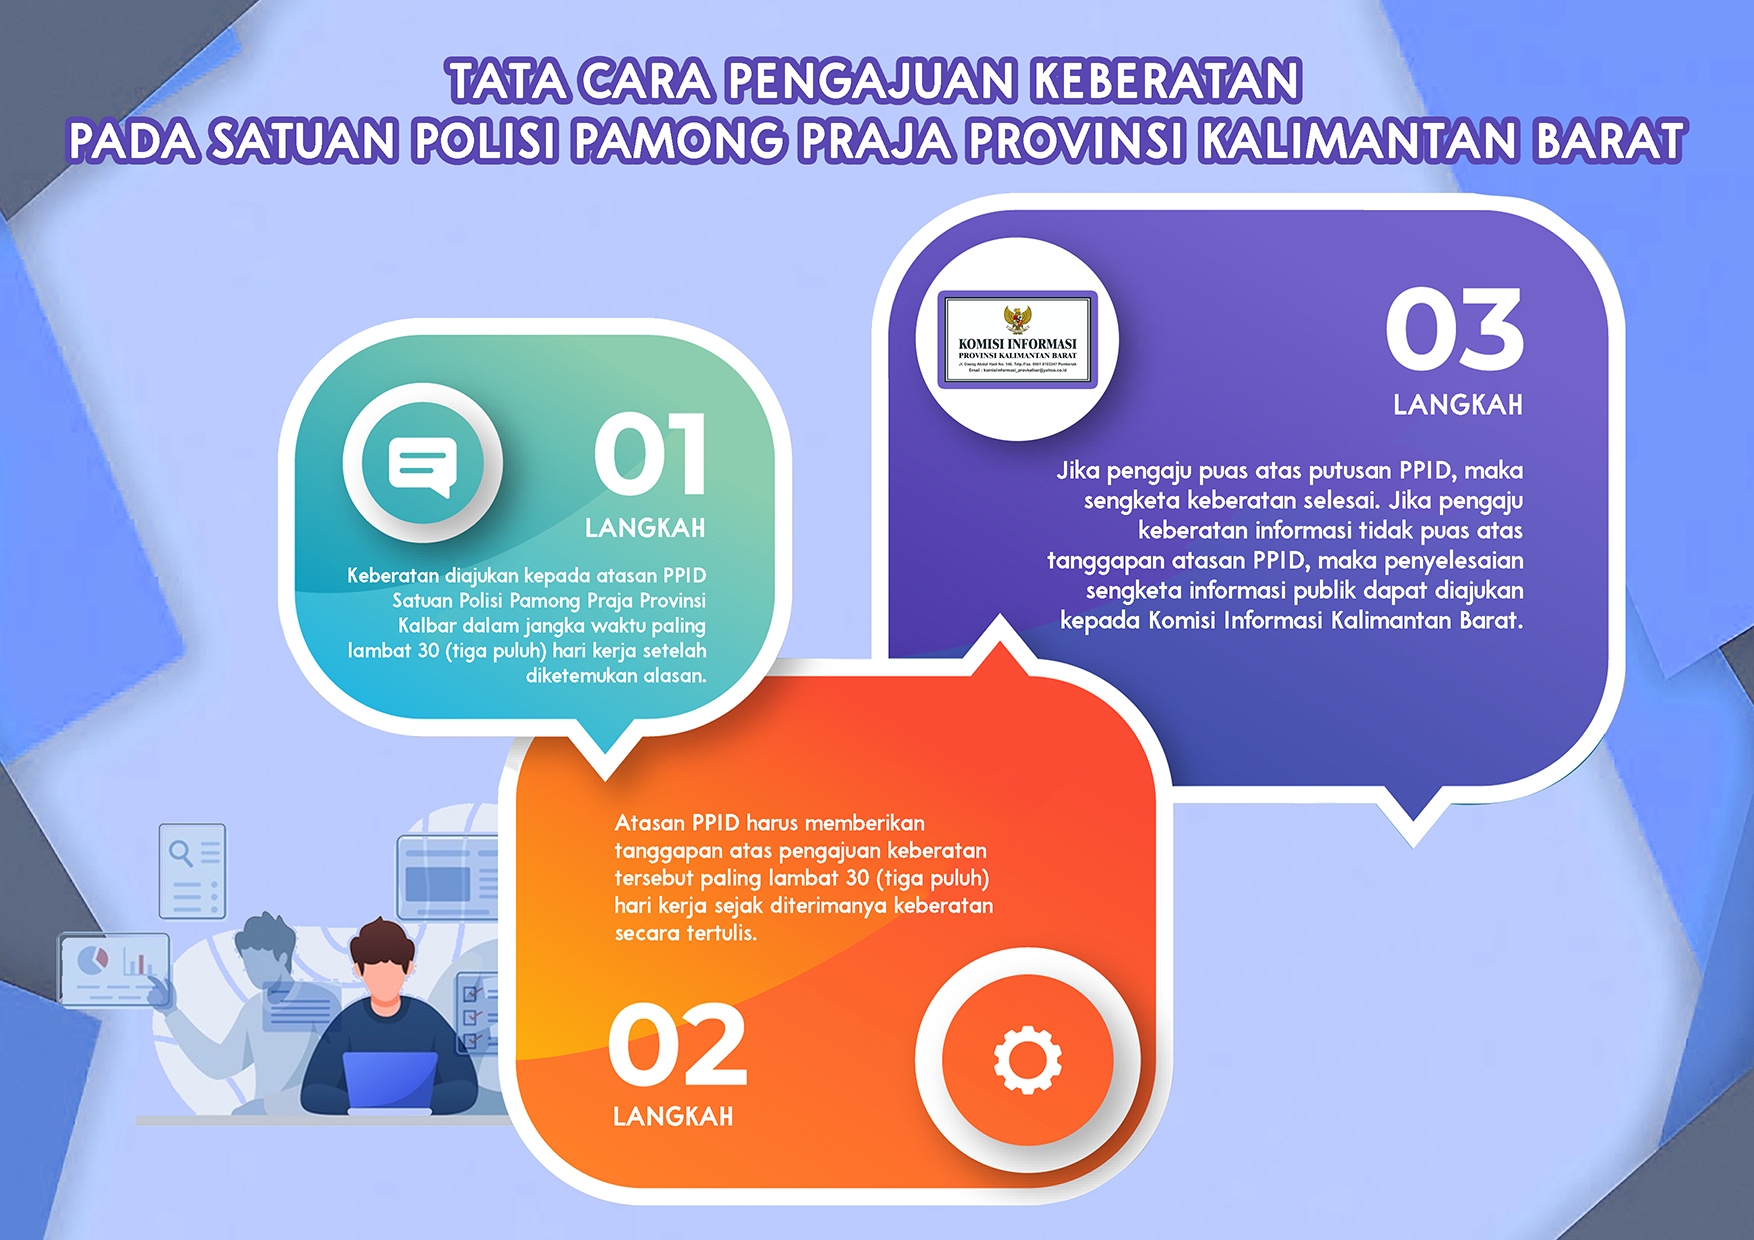 TATA CARA PENGAJUAN KEBERATAN
PADA SATUAN POLISI PAMONG PRAJA PROVINSI KALIMANTAN BARAT
01
LANGKAH
Keberatan diajukan kepada atasan PPID
Satuan Polisi Pamong Praja Provinsi
Kalbar dalam jangka waktu paling
lambat 30 (tiga puluh) hari kerja setelah
diketemukan alasan.
Atasan PPID harus memberikan
tanggapan atas pengajuan keberatan
tersebut paling lambat 30 (tiga puluh)
hari kerja sejak diterimanya keberatan
secara tertulis.
02
LANGKAH
KOMISI INFORMASI
PROVINSI KALIMANTAN BARAT
03
LANGKAH
Jika pengaju puas atas putusan PPID, maka
sengketa keberatan selesai. Jika pengaju
keberatan informasi tidak puas atas
tanggapan atasan PPID, maka penyelesaian
sengketa informasi publik dapat diajukan
kepada Komisi Informasi Kalimantan Barat.